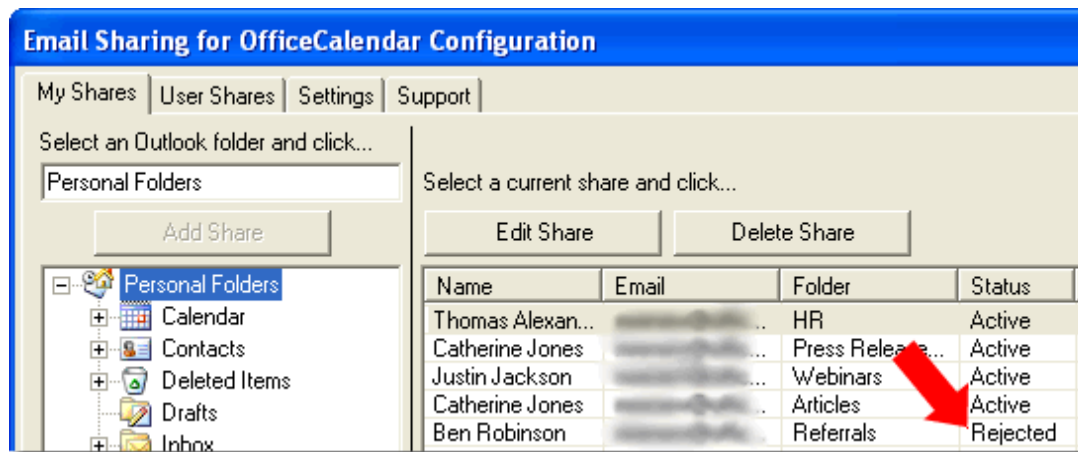 Email Sharing for OfficeCalendar Configuration
My Shares User Shares Settings Support
Select an Outlook folder and click...
Personal Folders
Add Share
Personal Folders
Calendar
Contacts
Deleted Items
Drafts
Inbox
Select a current share and click...
Edit Share Delete Share
Name Email Folder Status
Thomas Alexan... ... HR Active
Catherine Jones ... Press Release... Active
Justin Jackson ... Webinars Active
Catherine Jones ... Articles Active
Ben Robinson ... Referrals Rejected